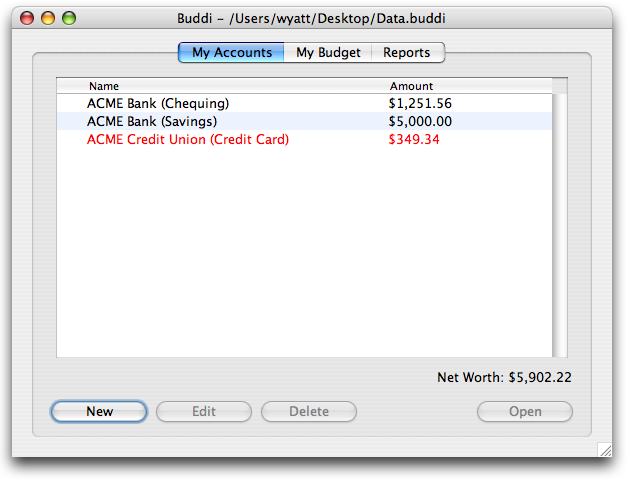 Buddi – /Users/wyatt/Desktop/Data.buddi
My Accounts My Budget Reports
Name Amount
ACME Bank (Chequing) $1,251.56
ACME Bank (Savings) $5,000.00
ACME Credit Union (Credit Card) $349.34
Net Worth: $5,902.22
New Edit Delete Open